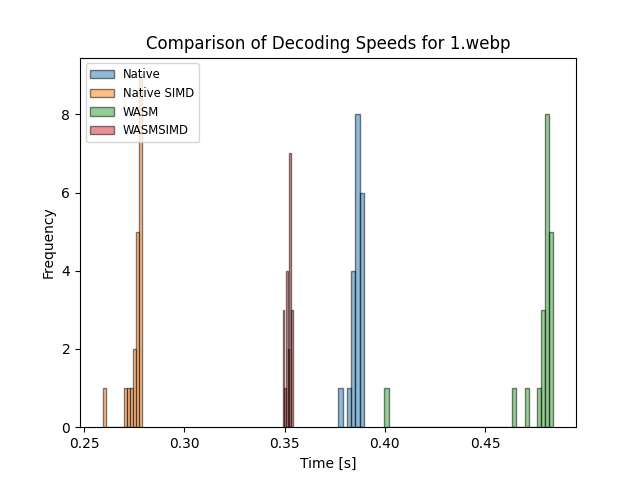 Comparison of Decoding Speeds for 1.webp
Native
Native SIMD
WASM
WASMSIMD
Frequency
8
6
4
2
0
0.25 0.30 0.35 0.40 0.45
Time [s]